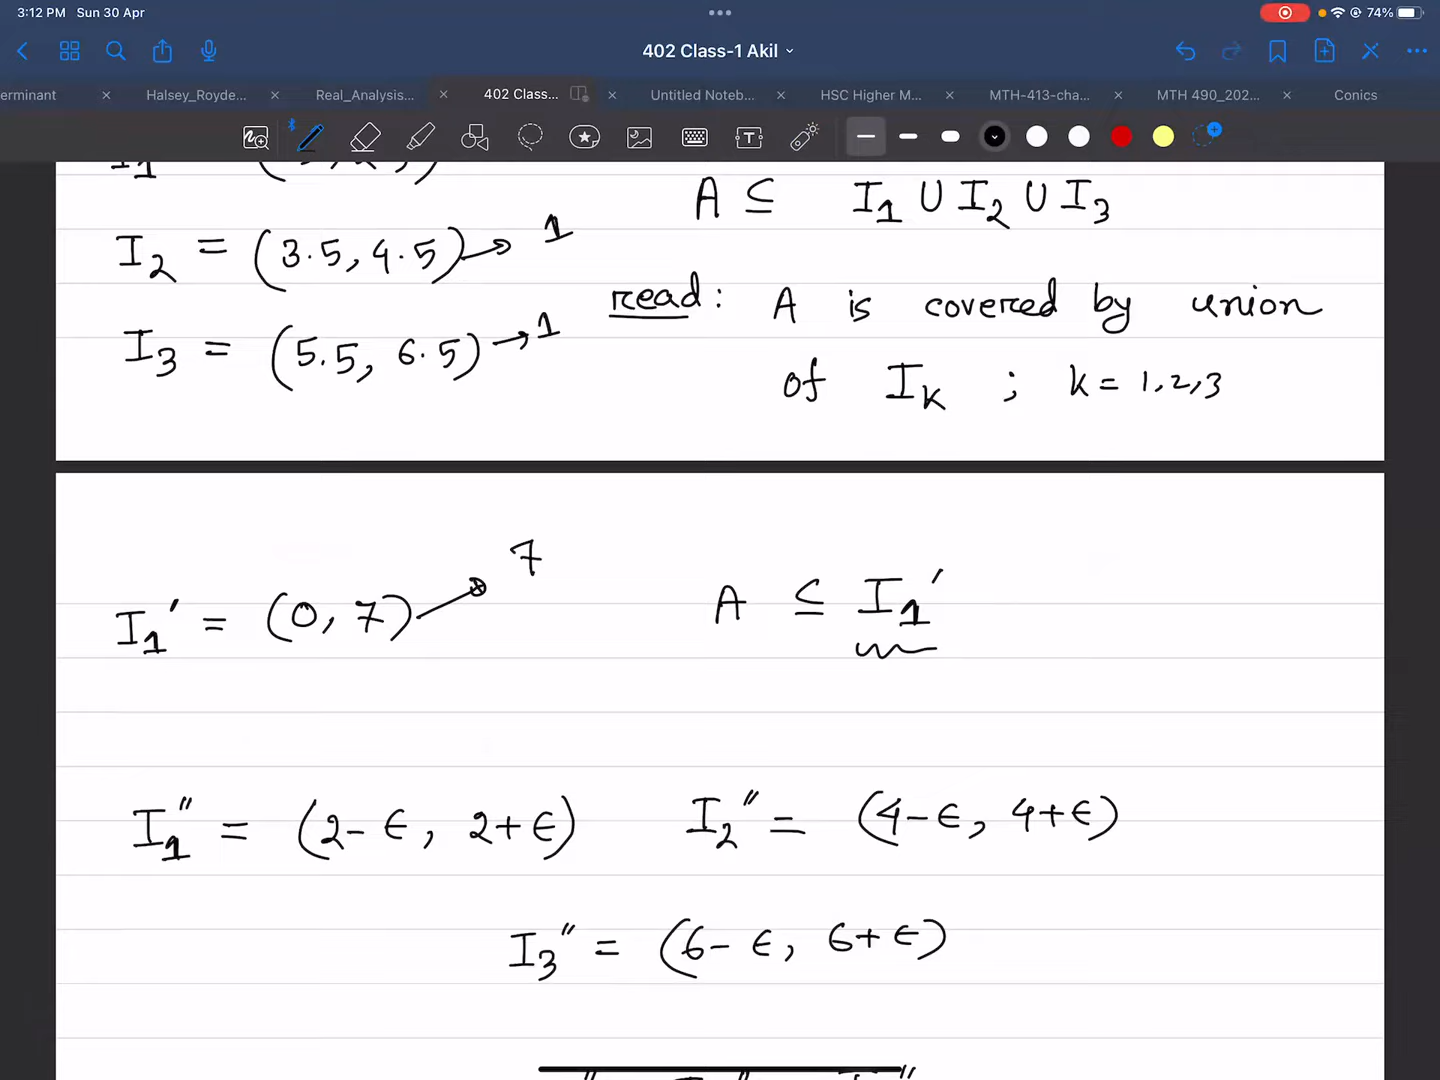 3:12 PM Sun 30 Apr
74%
402 Class-1 Akil
erminant
Halsey_Royde...
Real_Analysis...
402 Class...
Untitled Noteb...
HSC Higher M...
MTH-413-cha...
MTH 490_202...
Conics
A ⊆ I1 ∪ I2 ∪ I3
I2 = (3.5, 4.5) → 1
read: A is covered by union
I3 = (5.5, 6.5) → 1
of Ik ; k = 1,2,3
I1' = (0, 7) → 7
A ⊆ I1'
I1'' = (2-ϵ, 2+ϵ) I2'' = (4-ϵ, 4+ϵ)
I3'' = (6-ϵ, 6+ϵ)